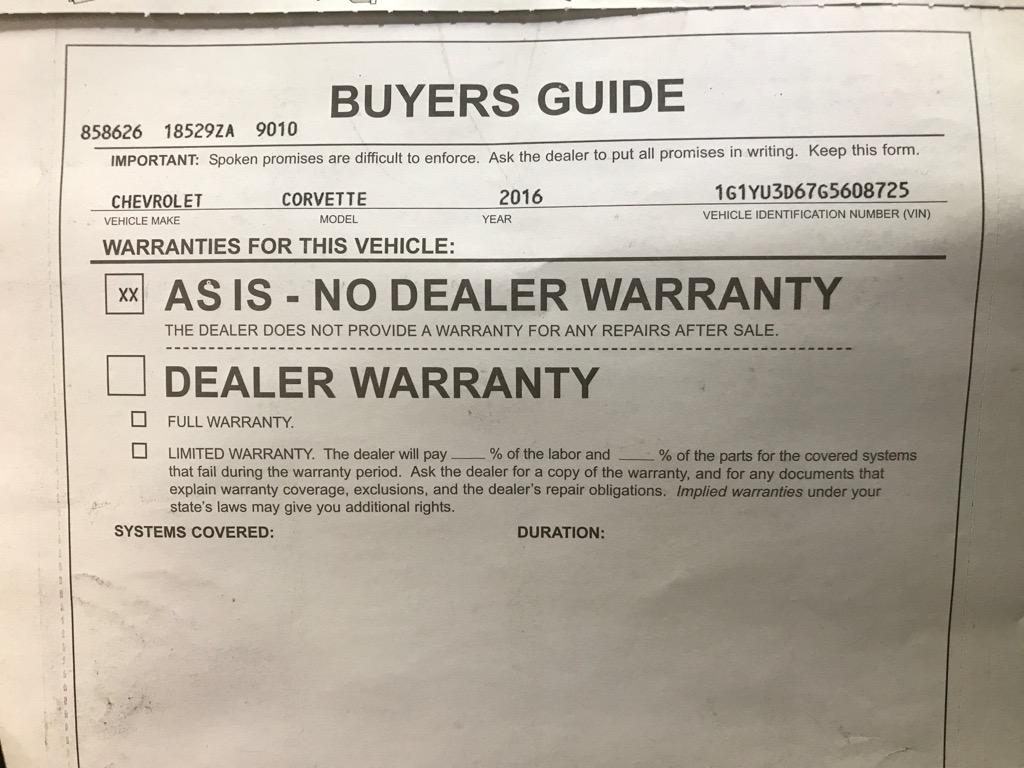 BUYERS GUIDE
858626 18529ZA 9010
IMPORTANT: Spoken promises are difficult to enforce. Ask the dealer to put all promises in writing. Keep this form.
CHEVROLET CORVETTE 2016 1G1YU3D67G5608725
VEHICLE MAKE MODEL YEAR VEHICLE IDENTIFICATION NUMBER (VIN)
WARRANTIES FOR THIS VEHICLE:
XX AS IS - NO DEALER WARRANTY
THE DEALER DOES NOT PROVIDE A WARRANTY FOR ANY REPAIRS AFTER SALE.
DEALER WARRANTY
FULL WARRANTY.
LIMITED WARRANTY. The dealer will pay ____ % of the labor and ____ % of the parts for the covered systems
that fail during the warranty period. Ask the dealer for a copy of the warranty, and for any documents that
explain warranty coverage, exclusions, and the dealer's repair obligations. Implied warranties under your
state's laws may give you additional rights.
SYSTEMS COVERED: DURATION: